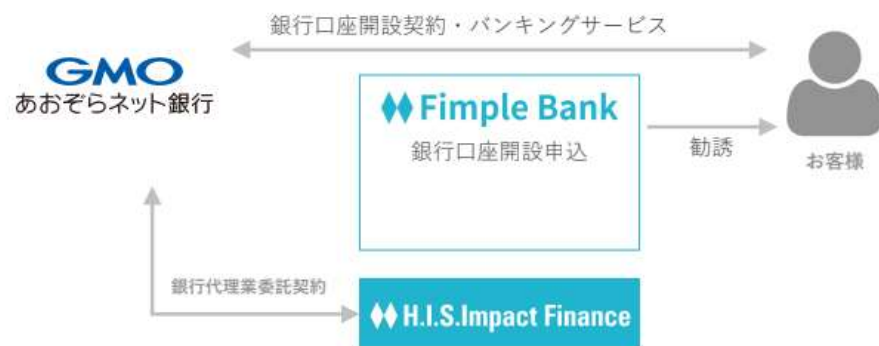 銀行口座開設契約・バンキングサービス
GMO
あおぞらネット銀行
Fimple Bank
銀行口座開設申込
勧誘
お客様
銀行代理業委託契約
H.I.S.Impact Finance